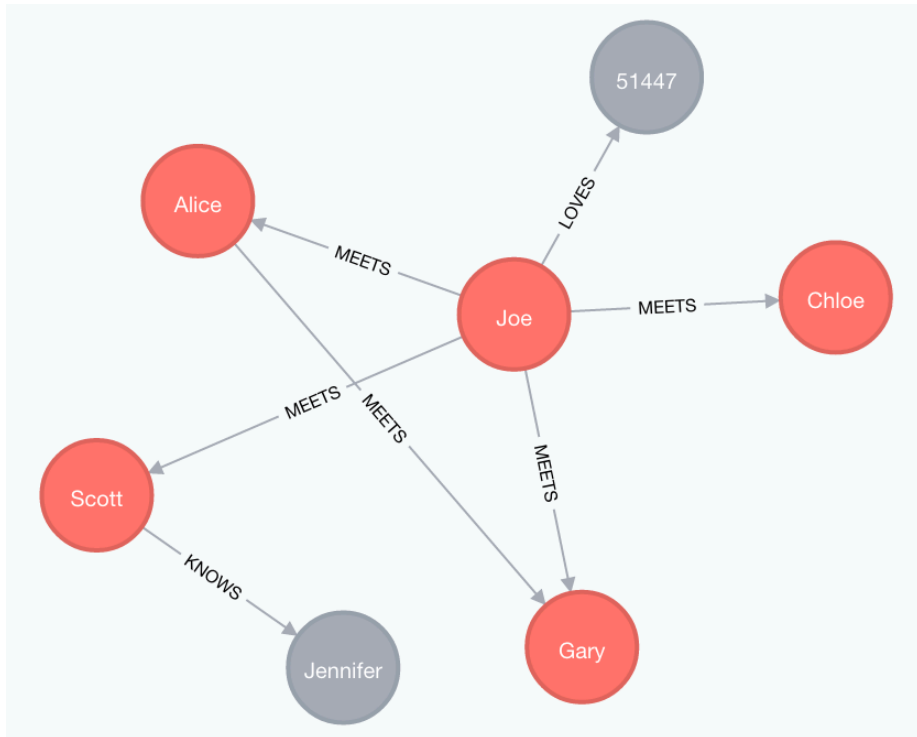 51447
LOVES
Alice
MEETS
Joe
MEETS
Chloe
MEETS
MEETS
MEETS
Scott
KNOWS
Jennifer
Gary